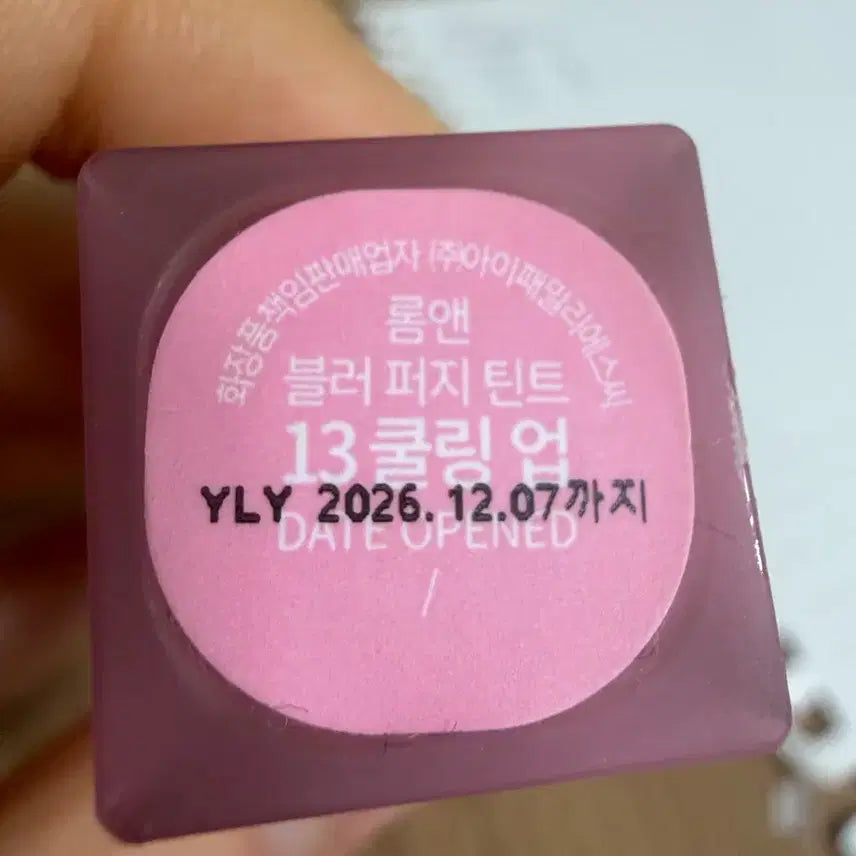 화장품책임판매업자 (주)아이패밀리에스씨
롬앤
블러 퍼지 틴트
13 쿨링 업
YLY 2026.12.07까지
DATE OPENED
/